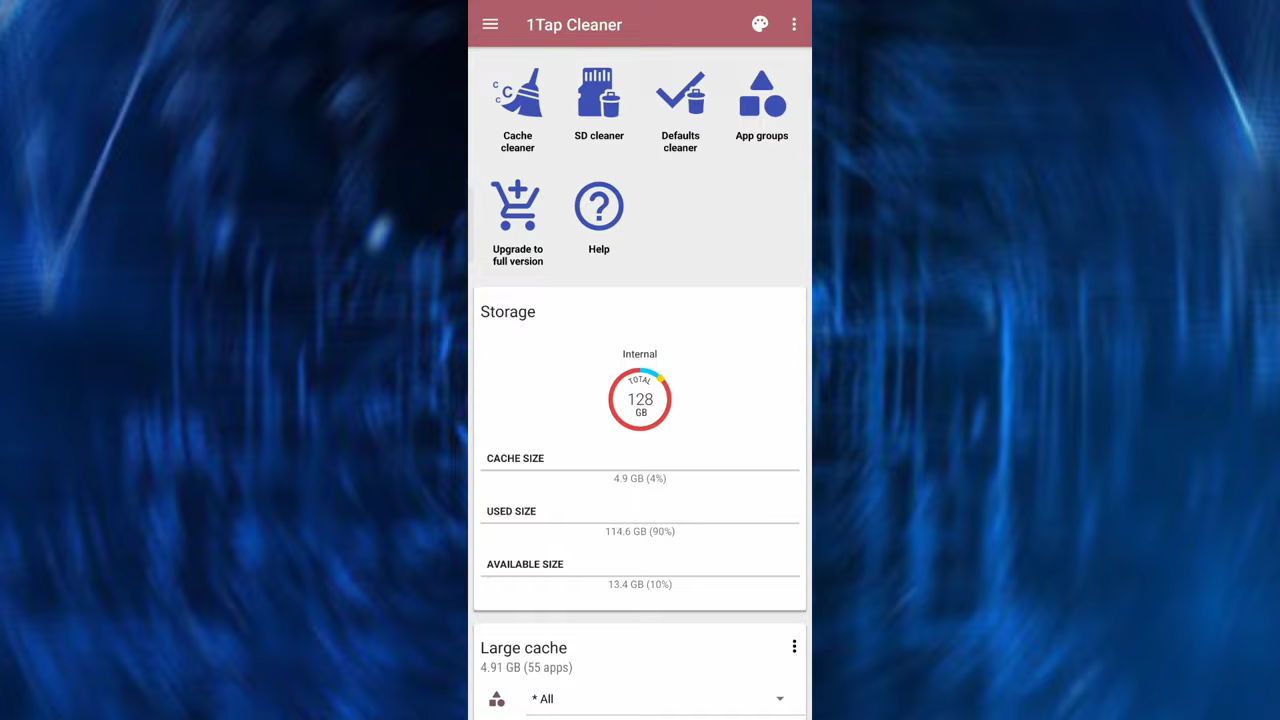 1Tap Cleaner
Cache
cleaner
SD cleaner
Defaults
cleaner
App groups
Upgrade to
full version
Help
Storage
Internal
TOTAL
128
GB
CACHE SIZE
4.9 GB (4%)
USED SIZE
114.6 GB (90%)
AVAILABLE SIZE
13.4 GB (10%)
Large cache
4.91 GB (55 apps)
* All